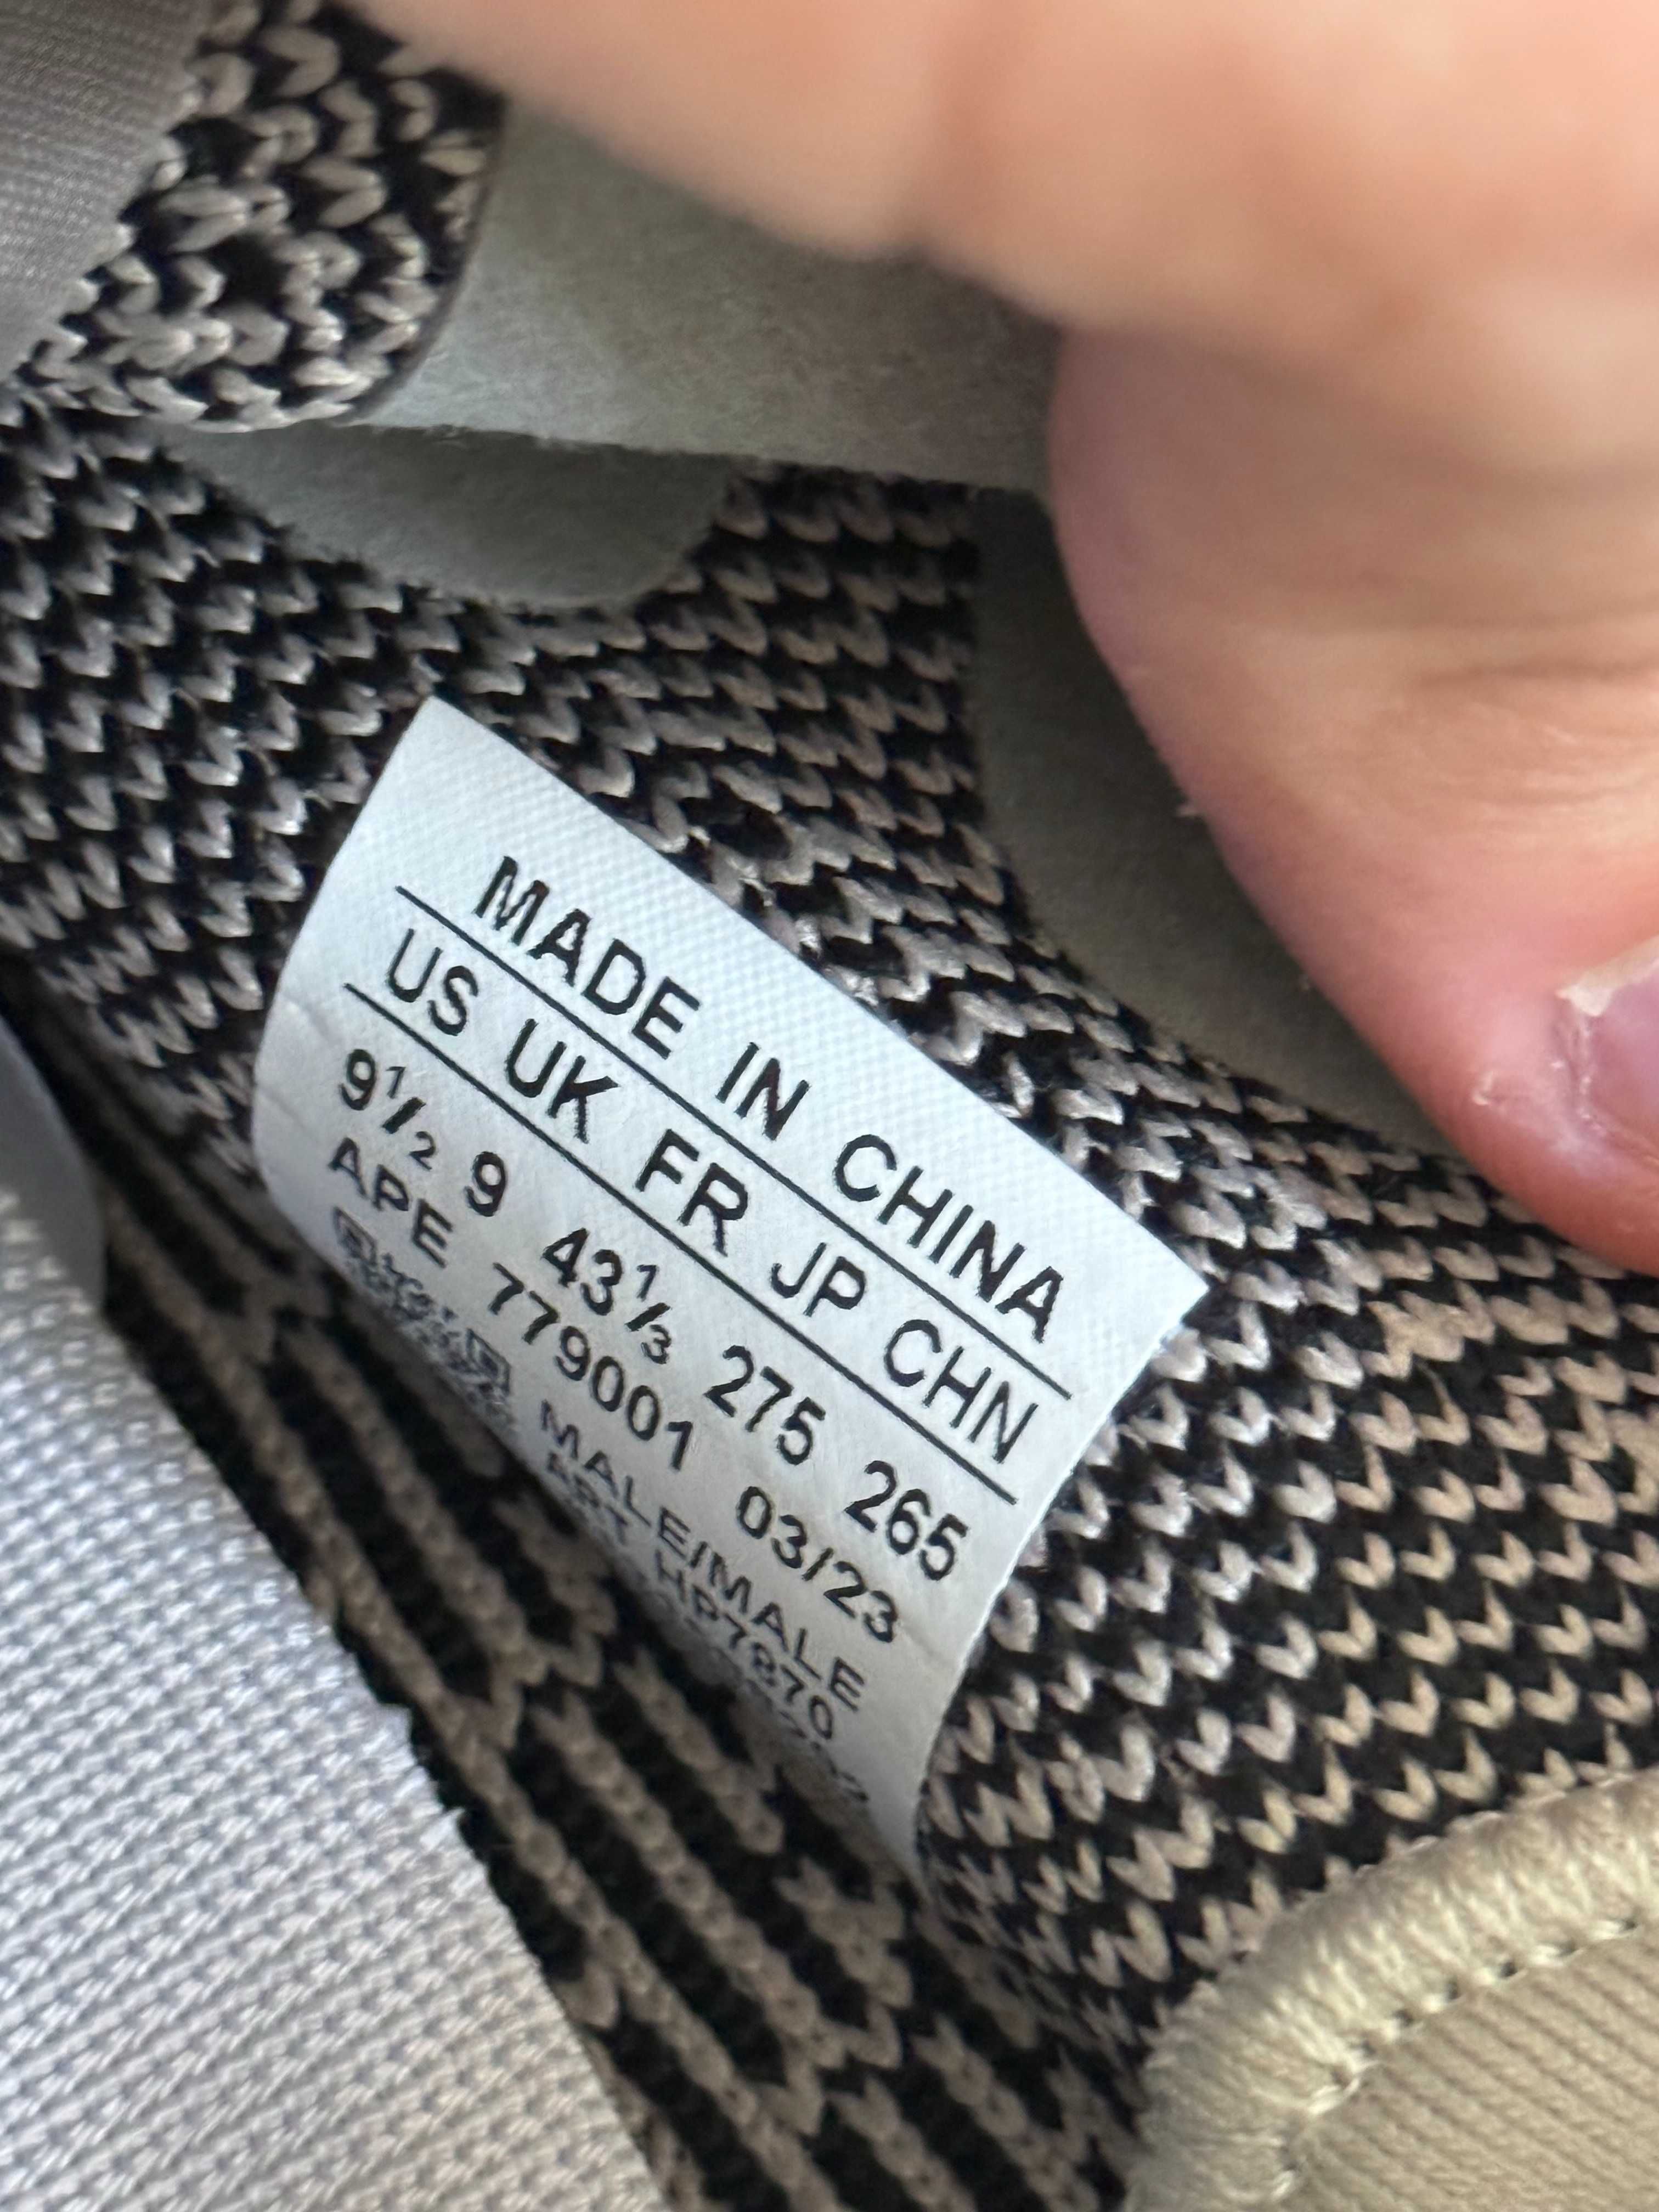 MADE IN CHINA
US UK FR JP CHN
9½ 9 43⅓ 275 265
APE 779001 03/23
MALE/MALE
ART HP7870